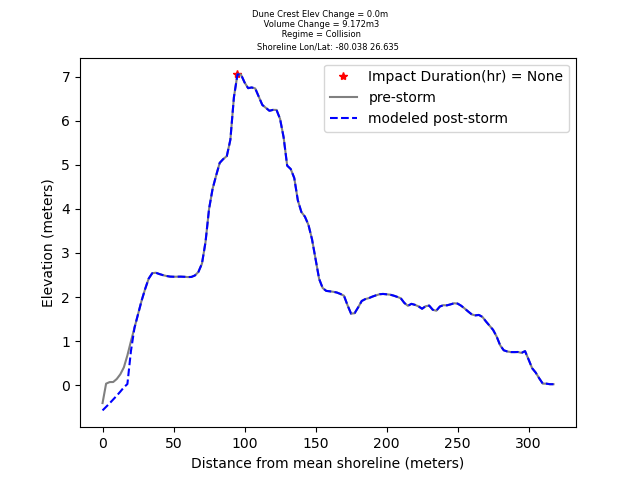 Dune Crest Elev Change = 0.0m
Volume Change = 9.172m3
Regime = Collision
Shoreline Lon/Lat: -80.038 26.635
Impact Duration(hr) = None
pre-storm
modeled post-storm
Elevation (meters)
7
6
5
4
3
2
1
0
0 50 100 150 200 250 300
Distance from mean shoreline (meters)